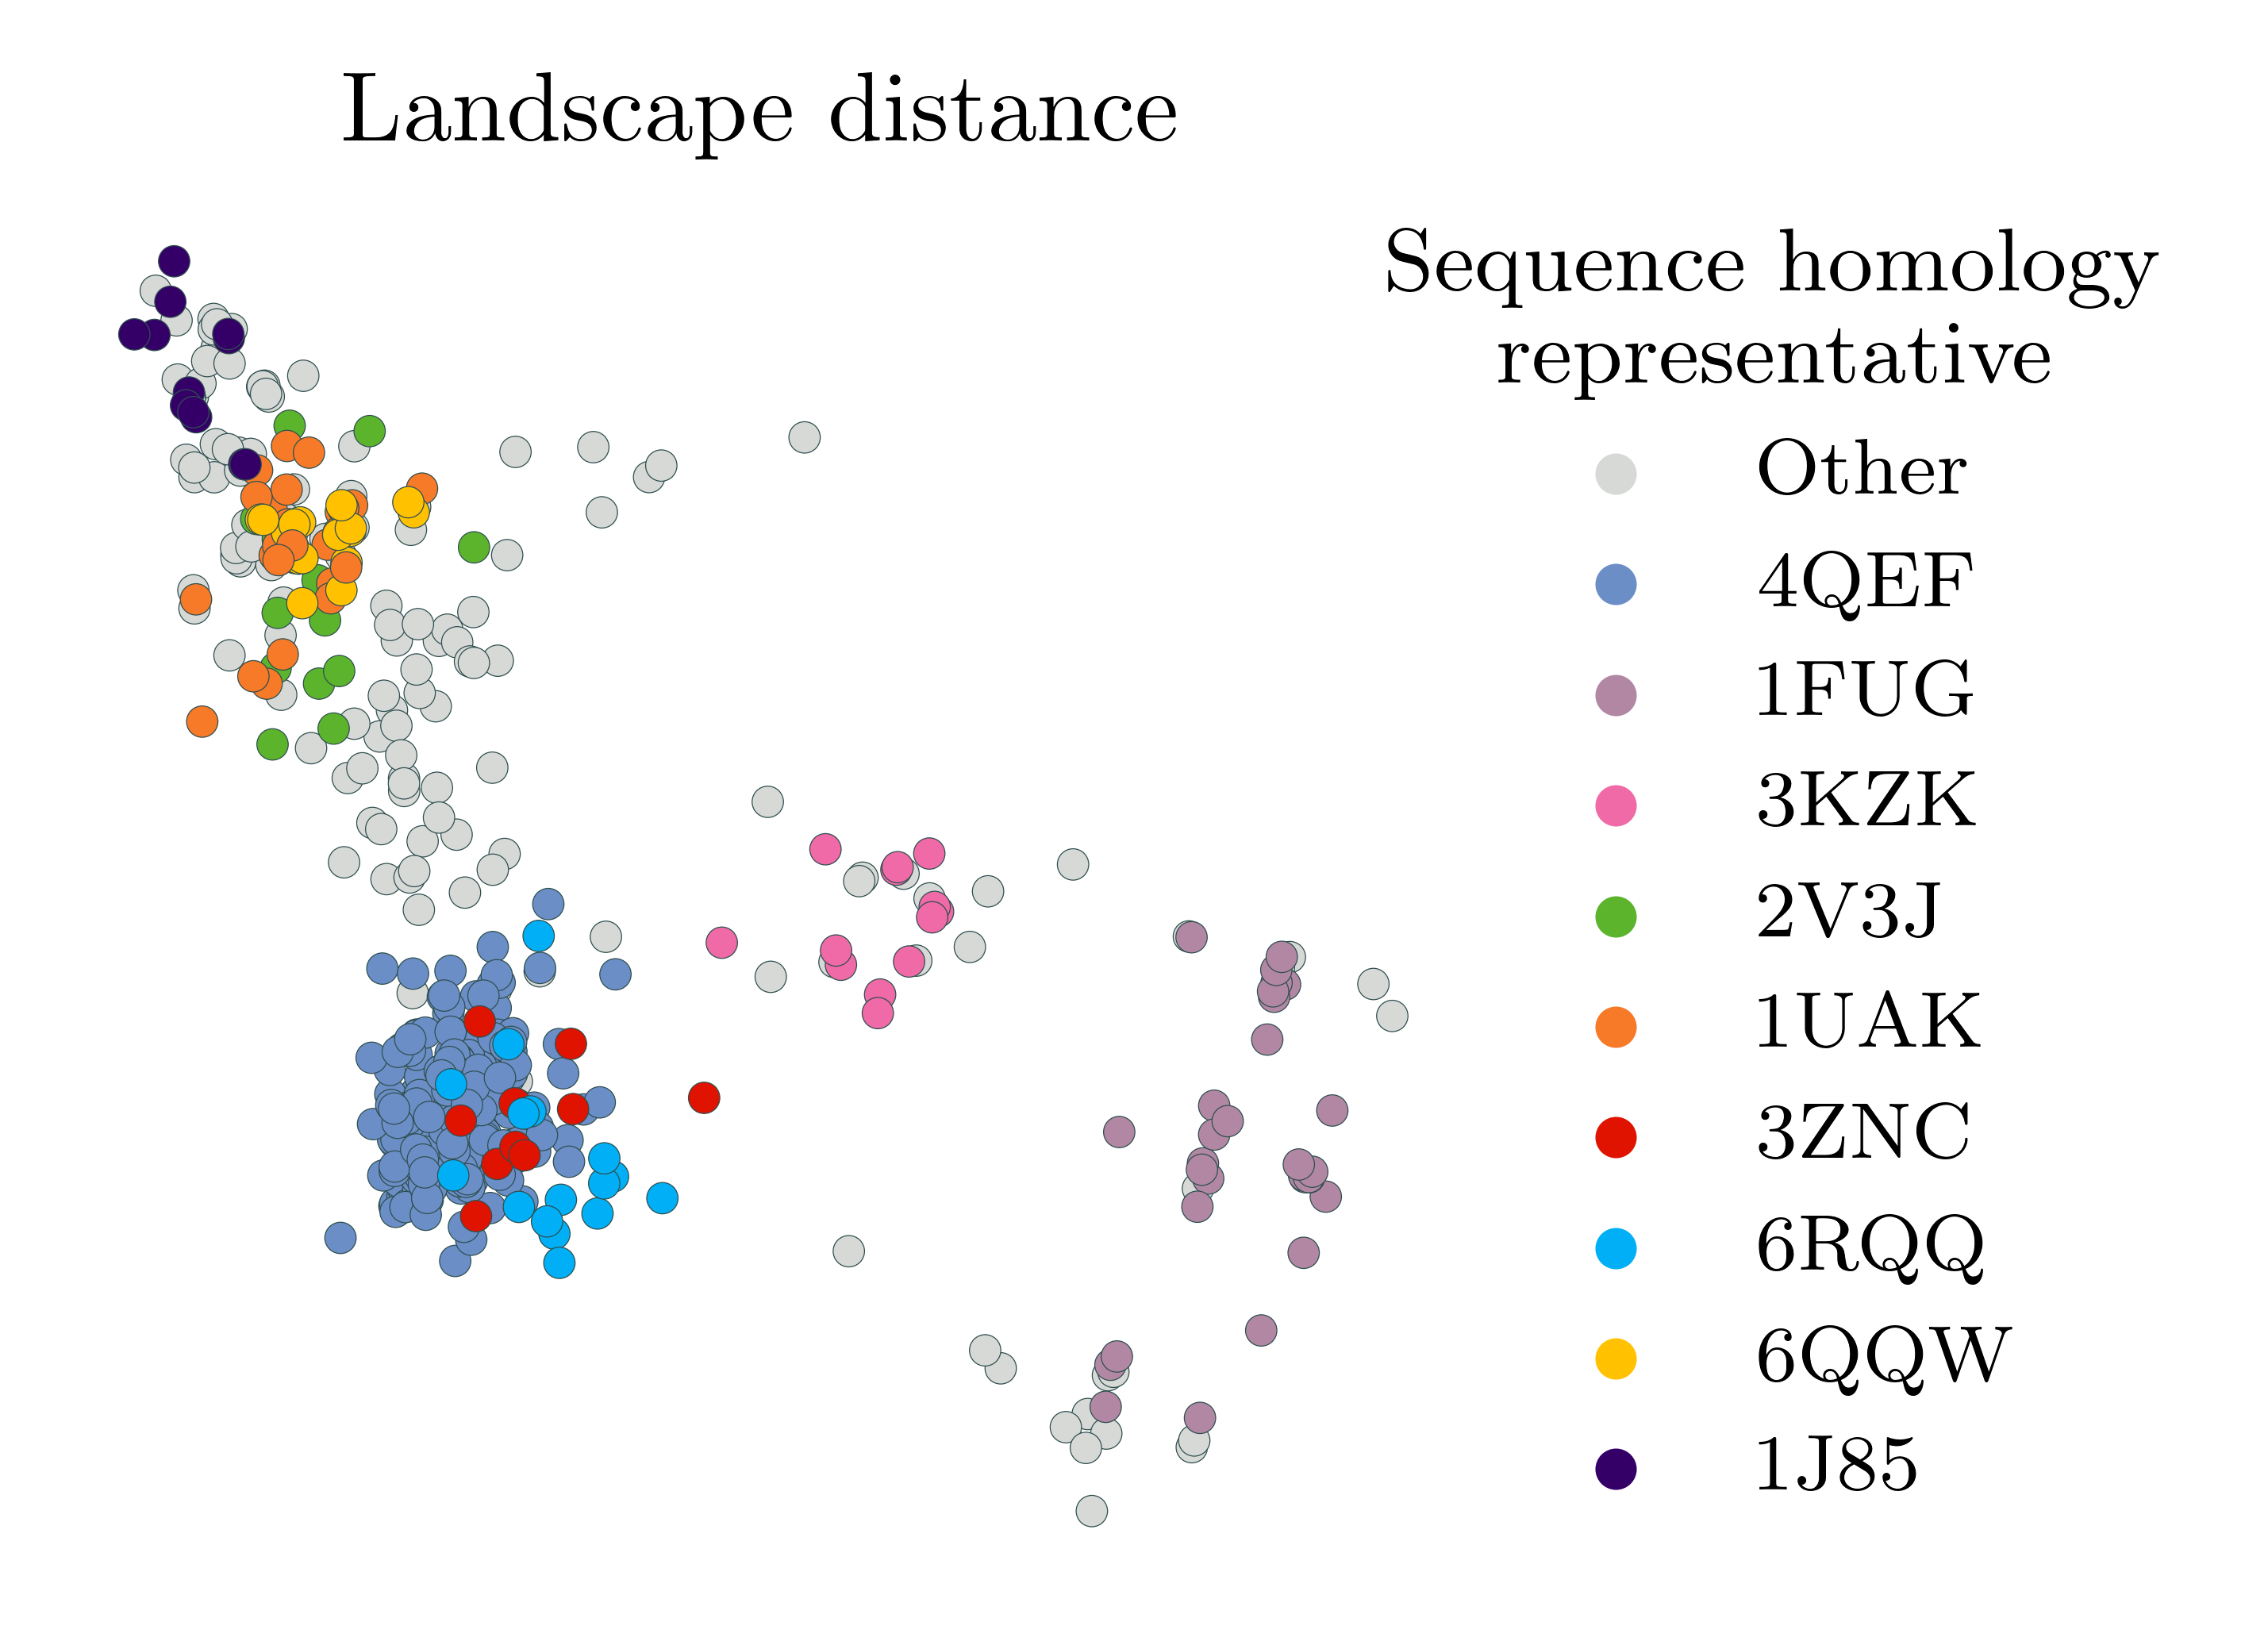 Landscape distance
Sequence homology
representative
Other
4QEF
1FUG
3KZK
2V3J
1UAK
3ZNC
6RQQ
6QQW
1J85